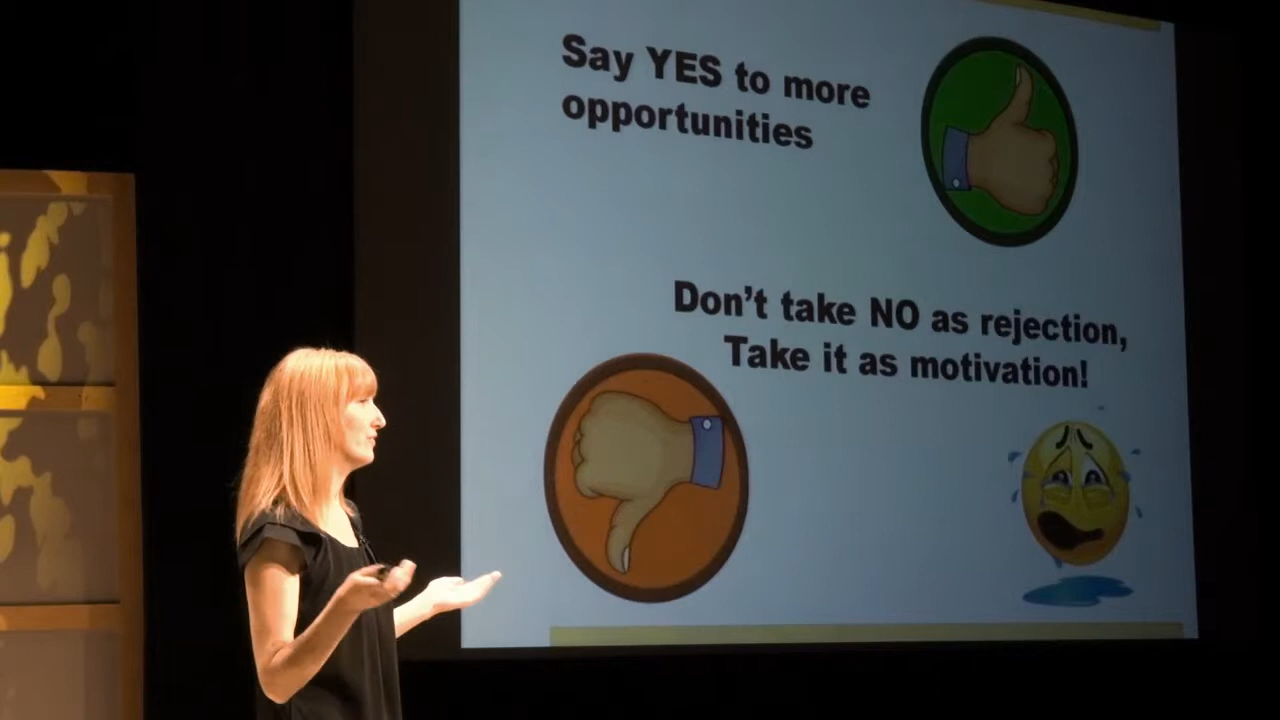 Say YES to more
opportunities
Don't take NO as rejection,
Take it as motivation!